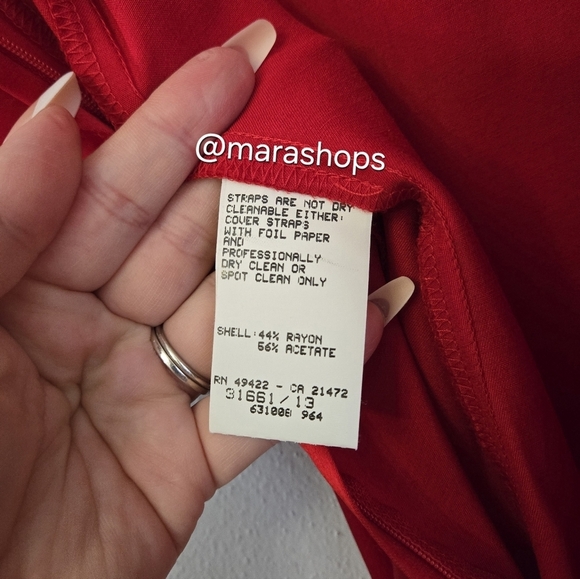 @marashops
STRAPS ARE NOT DRY
CLEANABLE EITHER:
COVER STRAPS
WITH FOIL PAPER
AND
PROFESSIONALLY
DRY CLEAN OR
SPOT CLEAN ONLY
SHELL:44% RAYON
56% ACETATE
RN 49422 - CA 21472
31661/13
631008 964